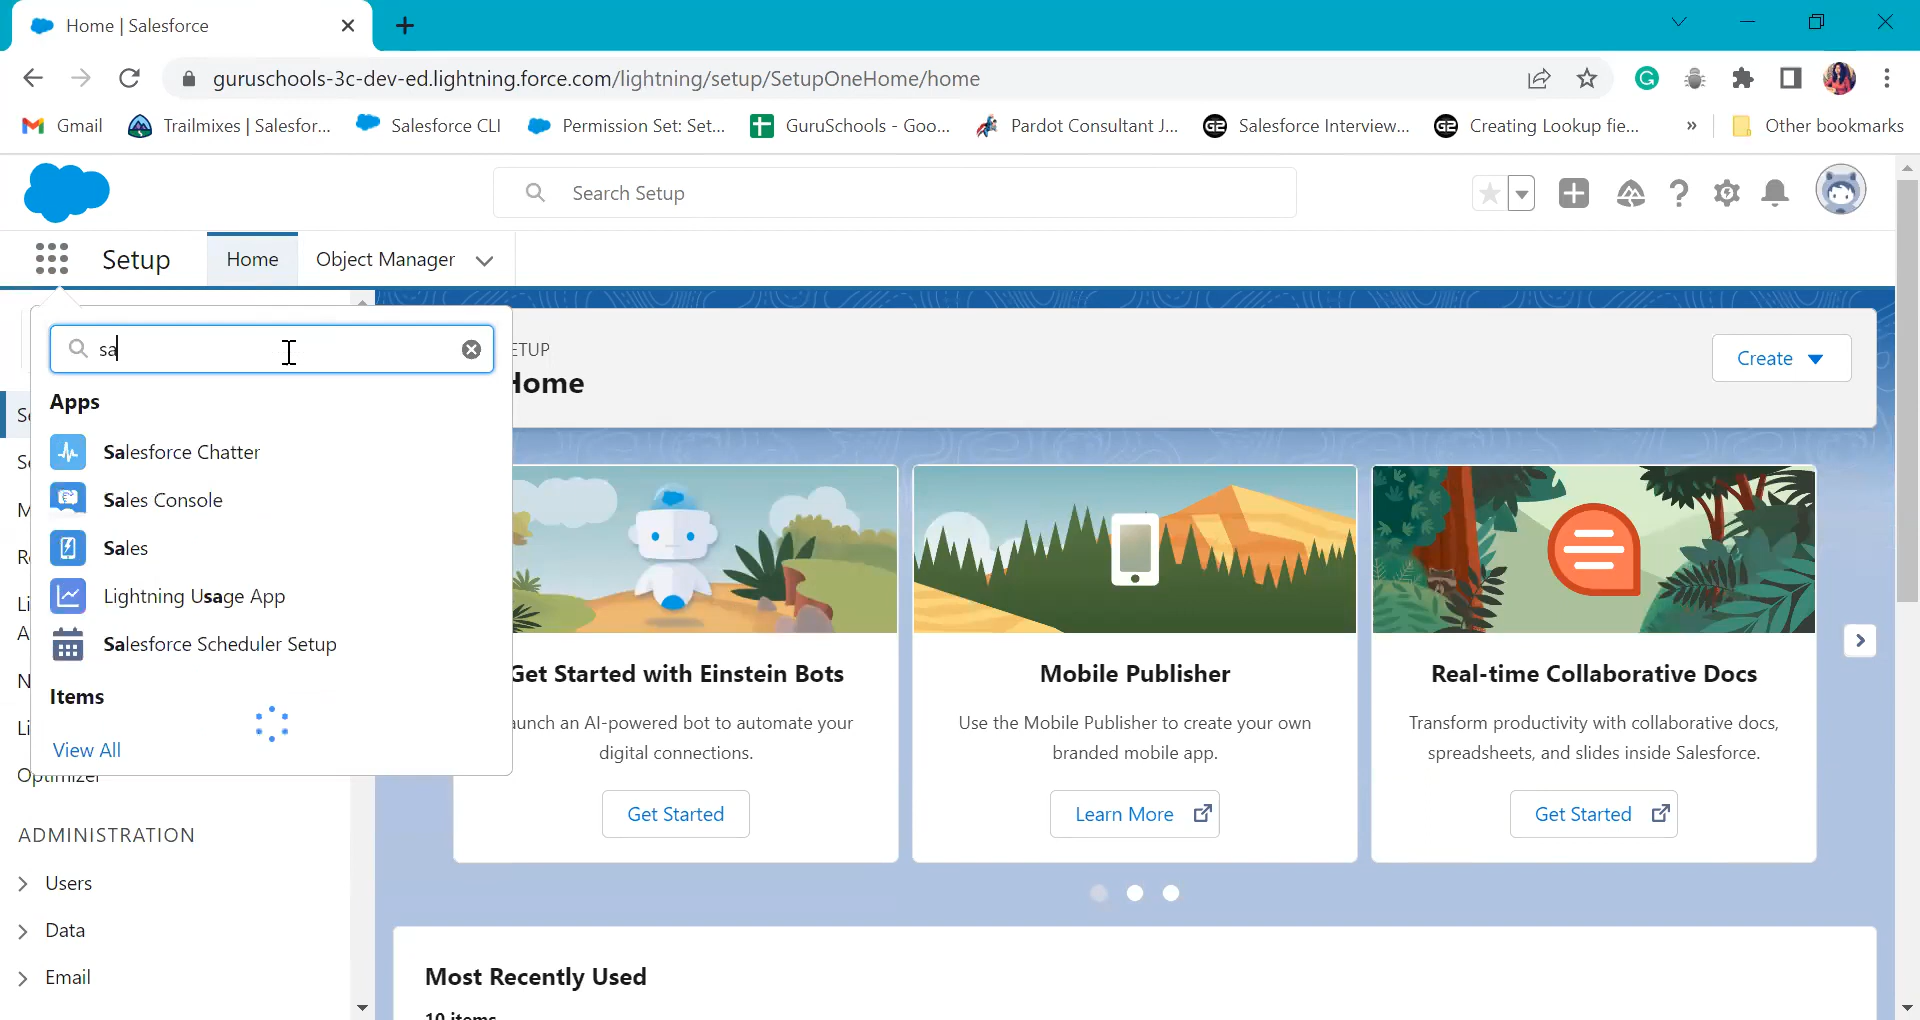 Home | Salesforce
guruschools-3c-dev-ed.lightning.force.com/lightning/setup/SetupOneHome/home
Gmail
Trailmixes | Salesfor...
Salesforce CLI
Permission Set: Set...
GuruSchools - Goo...
Pardot Consultant J...
Salesforce Interview...
Creating Lookup fie...
»
Other bookmarks
Search Setup
Setup
Home
Object Manager
sa
Apps
Salesforce Chatter
Sales Console
Sales
Lightning Usage App
Salesforce Scheduler Setup
Items
View All
ETUP
Home
Create
Get Started with Einstein Bots
aunch an AI-powered bot to automate your
digital connections.
Get Started
Mobile Publisher
Use the Mobile Publisher to create your own
branded mobile app.
Learn More
Real-time Collaborative Docs
Transform productivity with collaborative docs,
spreadsheets, and slides inside Salesforce.
Get Started
Optimizer
ADMINISTRATION
Users
Data
Email
Most Recently Used
10 items